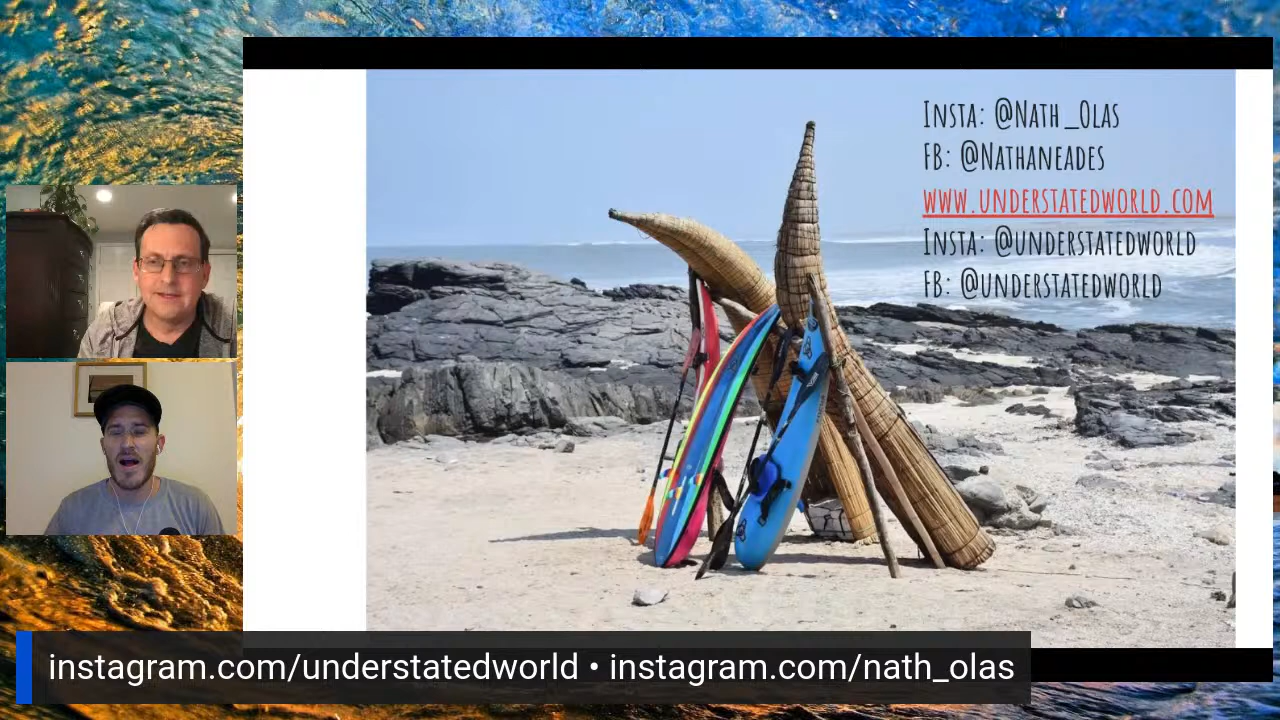 Insta: @Nath_Olas
FB: @Nathaneades
www.understatedworld.com
Insta: @understatedworld
FB: @understatedworld
instagram.com/understatedworld • instagram.com/nath_olas